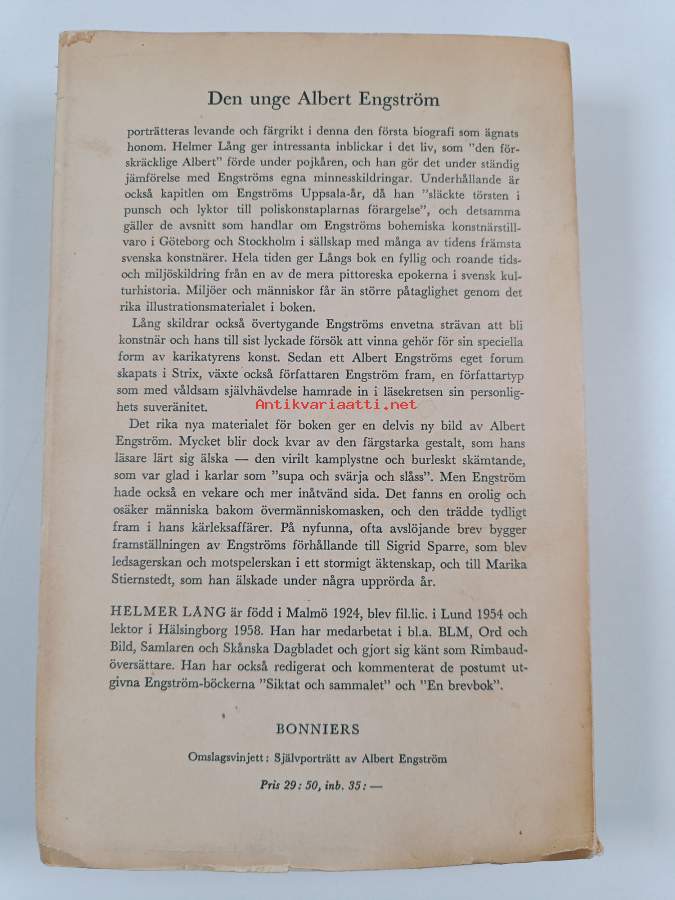 Den unge Albert Engström
porträtteras levande och färgrikt i denna den första biografi som ägnats
honom. Helmer Lång ger intressanta inblickar i det liv, som "den för-
skräcklige Albert" förde under pojkåren, och han gör det under ständig
jämförelse med Engströms egna minnesskildringar. Underhållande är
också kapitlen om Engströms Uppsala-år, då han "släckte törsten i
punsch och lyktor till poliskonstaplarnas förargelse", och detsamma
gäller de avsnitt som handlar om Engströms bohemiska konstnärstill-
varo i Göteborg och Stockholm i sällskap med många av tidens främsta
svenska konstnärer. Hela tiden ger Långs bok en fyllig och roande tids-
och miljöskildring från en av de mera pittoreska epokerna i svensk kul-
turhistoria. Miljöer och människor får än större påtaglighet genom det
rika illustrationsmaterialet i boken.
Lång skildrar också övertygande Engströms envetna strävan att bli
konstnär och hans till sist lyckade försök att vinna gehör för sin speciella
form av karikatyrens konst. Sedan ett Albert Engströms eget forum
skapats i Strix, växte också författaren Engström fram, en författartyp
som med våldsam självhävdelse hamrade in i läsekretsen sin personlig-
hets suveränitet.
Antikvariaatti.net
Det rika nya materialet för boken ger en delvis ny bild av Albert
Engström. Mycket blir dock kvar av den färgstarka gestalt, som hans
läsare lärt sig älska — den virilt kamplystne och burleskt skämtande,
som var glad i karlar som "supa och svärja och slåss". Men Engström
hade också en vekare och mer inåtvänd sida. Det fanns en orolig och
osäker människa bakom övermänniskomasken, och den trädde tydligt
fram i hans kärleksaffärer. På nyfunna, ofta avslöjande brev bygger
framställningen av Engströms förhållande till Sigrid Sparre, som blev
ledsagerskan och motspelerskan i ett stormigt äktenskap, och till Marika
Stiernstedt, som han älskade under några upprörda år.
HELMER LÅNG är född i Malmö 1924, blev fil.lic. i Lund 1954 och
lektor i Hälsingborg 1958. Han har medarbetat i bl.a. BLM, Ord och
Bild, Samlaren och Skånska Dagbladet och gjort sig känt som Rimbaud-
översättare. Han har också redigerat och kommenterat de postumt ut-
givna Engström-böckerna "Siktat och sammalet" och "En brevbok".
BONNIERS
Omslagsvinjett: Självporträtt av Albert Engström
Pris 29: 50, inb. 35: —